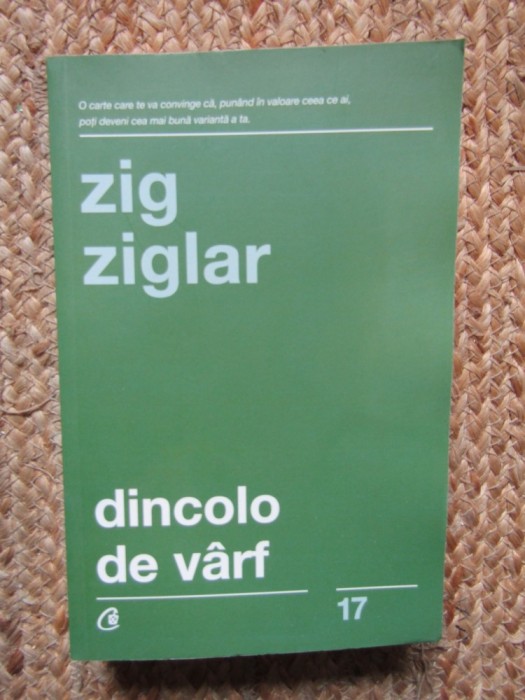 O carte care te va convinge că, punând în valoare ceea ce ai,
poți deveni cea mai bună variantă a ta.
zig
ziglar
dincolo
de vârf
17